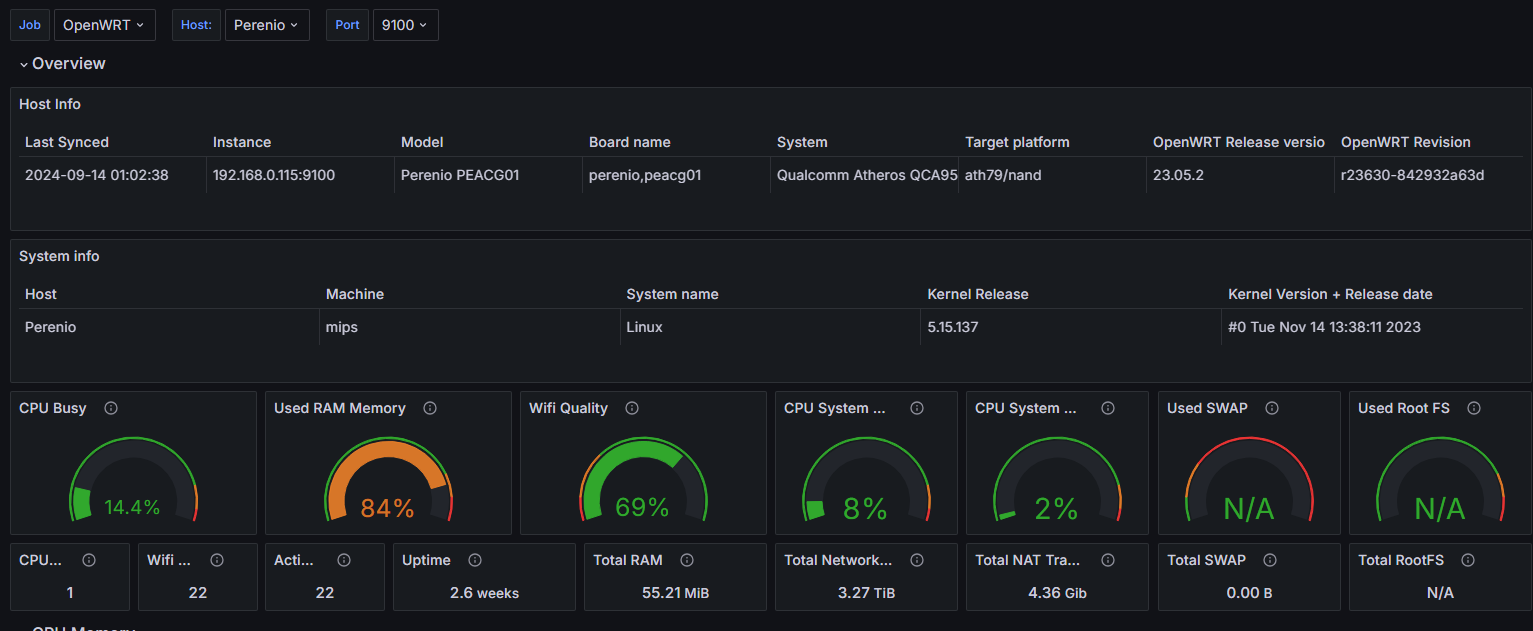 Job OpenWRT Host: Perenio Port 9100
Overview
Host Info
Last Synced Instance Model Board name System Target platform OpenWRT Release versio OpenWRT Revision
2024-09-14 01:02:38 192.168.0.115:9100 Perenio PEACG01 perenio,peacg01 Qualcomm Atheros QCA95 ath79/nand 23.05.2 r23630-842932a63d
System info
Host Machine System name Kernel Release Kernel Version + Release date
Perenio mips Linux 5.15.137 #0 Tue Nov 14 13:38:11 2023
CPU Busy Used RAM Memory Wifi Quality CPU System ... CPU System ... Used SWAP Used Root FS
14.4% 84% 69% 8% 2% N/A N/A
CPU... Wifi ... Acti... Uptime Total RAM Total Network... Total NAT Tra... Total SWAP Total RootFS
1 22 22 2.6 weeks 55.21 MiB 3.27 TiB 4.36 Gib 0.00 B N/A
CPU Memory